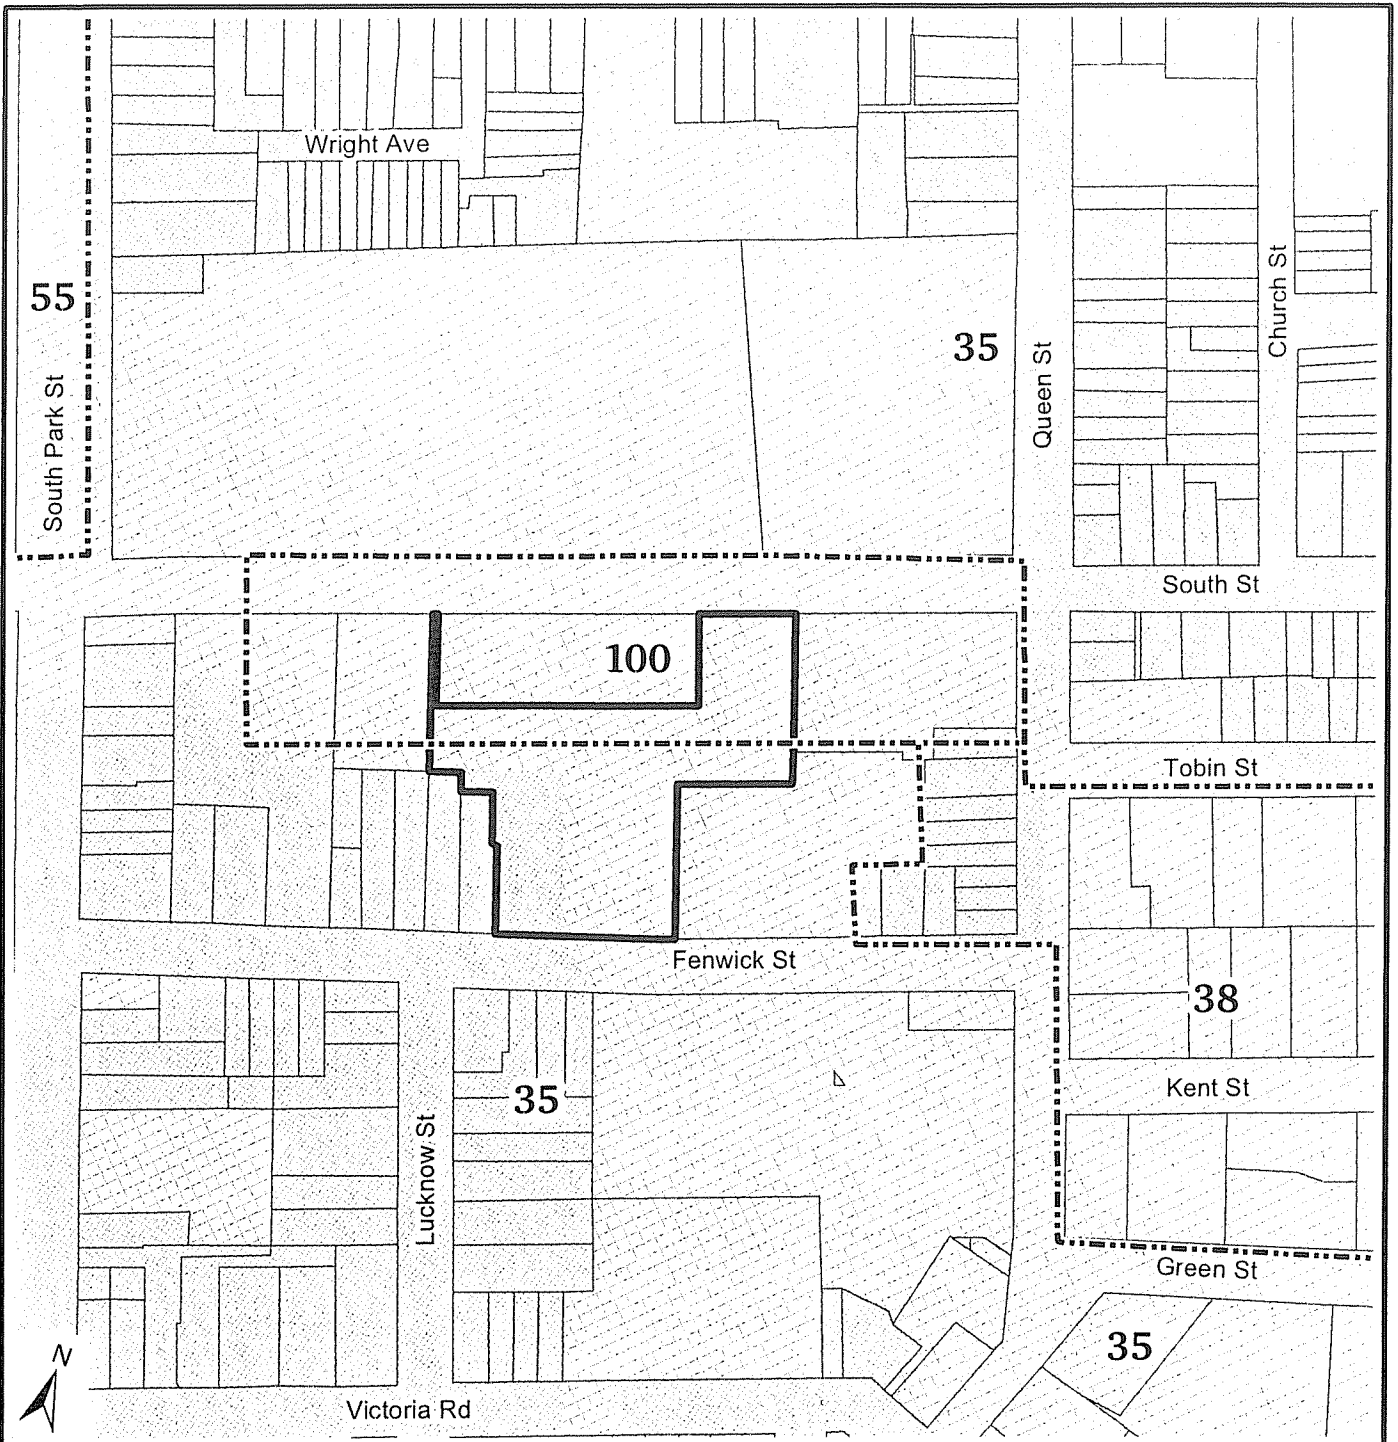 Wright Ave
55
35
Queen St
Church St
South Park St
South St
100
Tobin St
Fenwick St
38
Kent St
35
Lucknow St
Green St
35
N
Victoria Rd